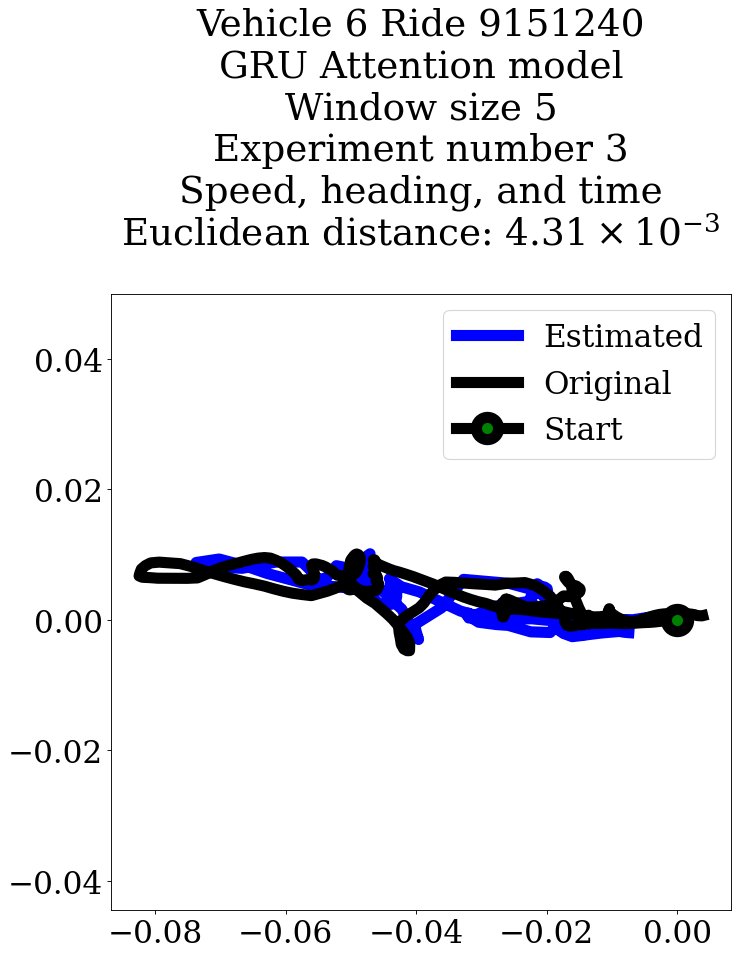 Vehicle 6 Ride 9151240
GRU Attention model
Window size 5
Experiment number 3
Speed, heading, and time
Euclidean distance: 4.31 × 10⁻³
Estimated
Original
Start
0.04
0.02
0.00
−0.02
−0.04
−0.08 −0.06 −0.04 −0.02 0.00